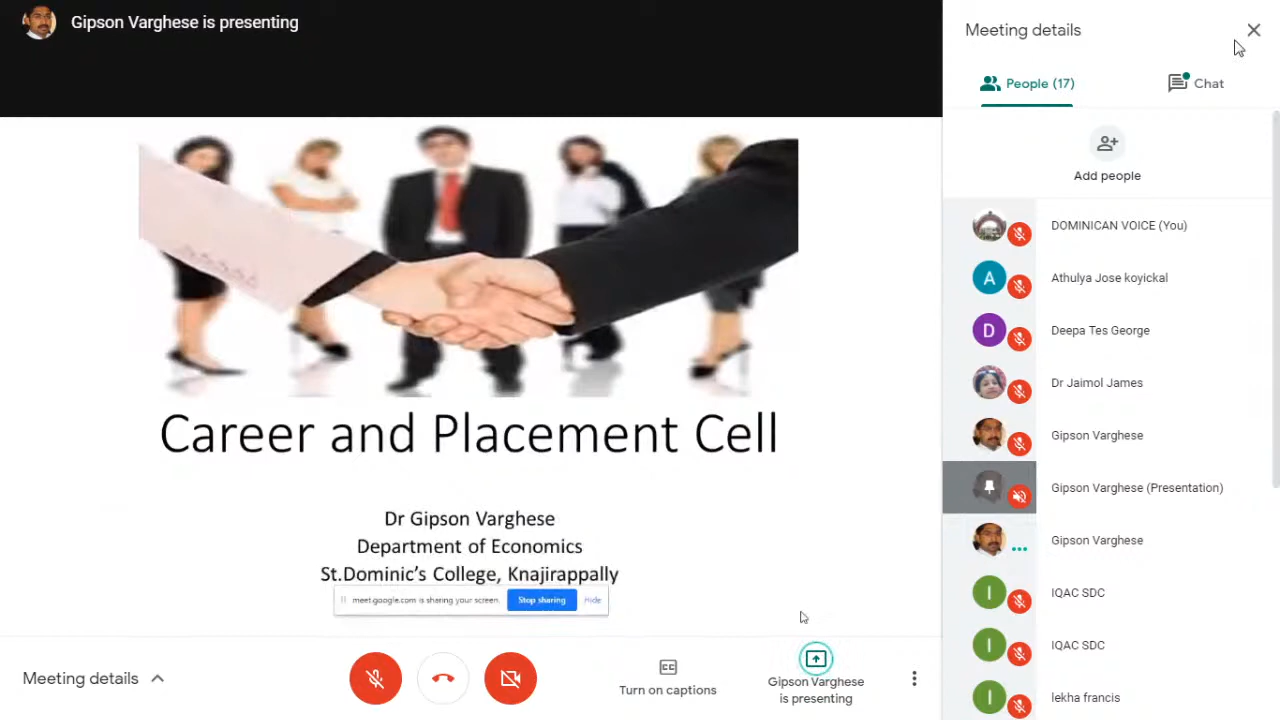 Gipson Varghese is presenting
Career and Placement Cell
Dr Gipson Varghese
Department of Economics
St.Dominic's College, Knajirappally
meet.google.com is sharing your screen.
Stop sharing
Hide
Meeting details
CC
Turn on captions
Gipson Varghese
is presenting
Meeting details
People (17)
Chat
Add people
DOMINICAN VOICE (You)
A
Athulya Jose koyickal
D
Deepa Tes George
Dr Jaimol James
Gipson Varghese
Gipson Varghese (Presentation)
Gipson Varghese
I
IQAC SDC
I
IQAC SDC
I
lekha francis